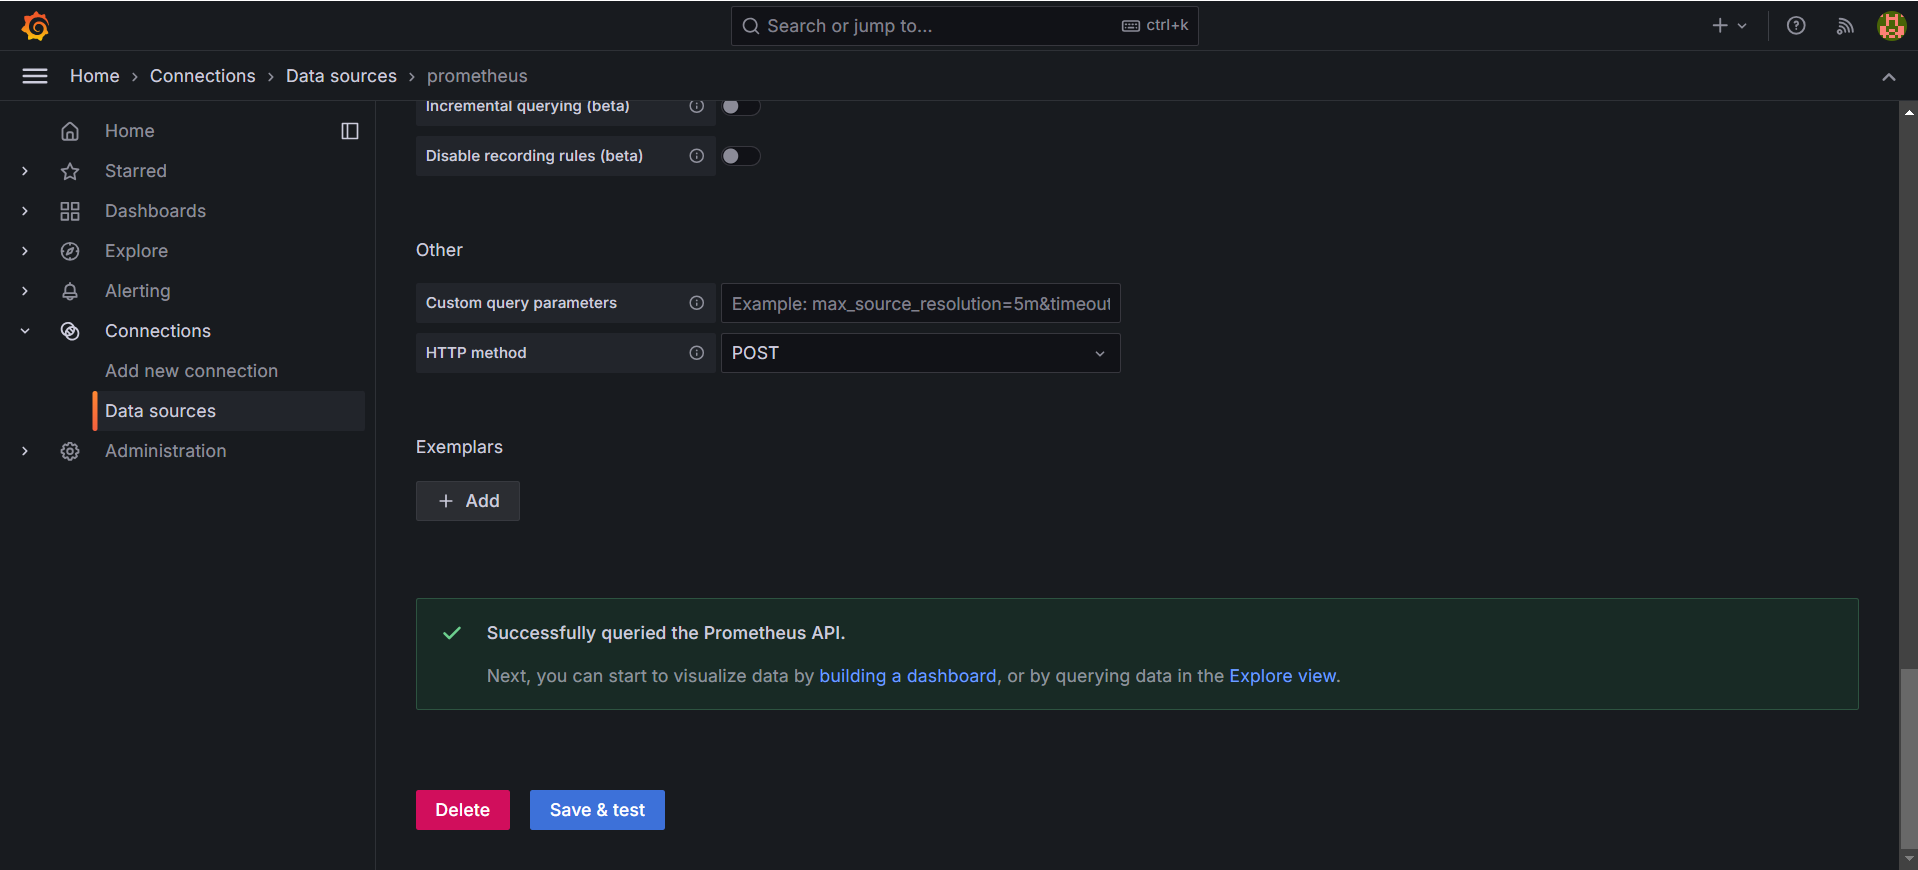 Search or jump to...
ctrl+k
Home › Connections › Data sources › prometheus
Home
Starred
Dashboards
Explore
Alerting
Connections
Add new connection
Data sources
Administration
Incremental querying (beta)
Disable recording rules (beta)
Other
Custom query parameters
Example: max_source_resolution=5m&timeout
HTTP method
POST
Exemplars
Add
Successfully queried the Prometheus API.
Next, you can start to visualize data by building a dashboard, or by querying data in the Explore view.
Delete
Save & test